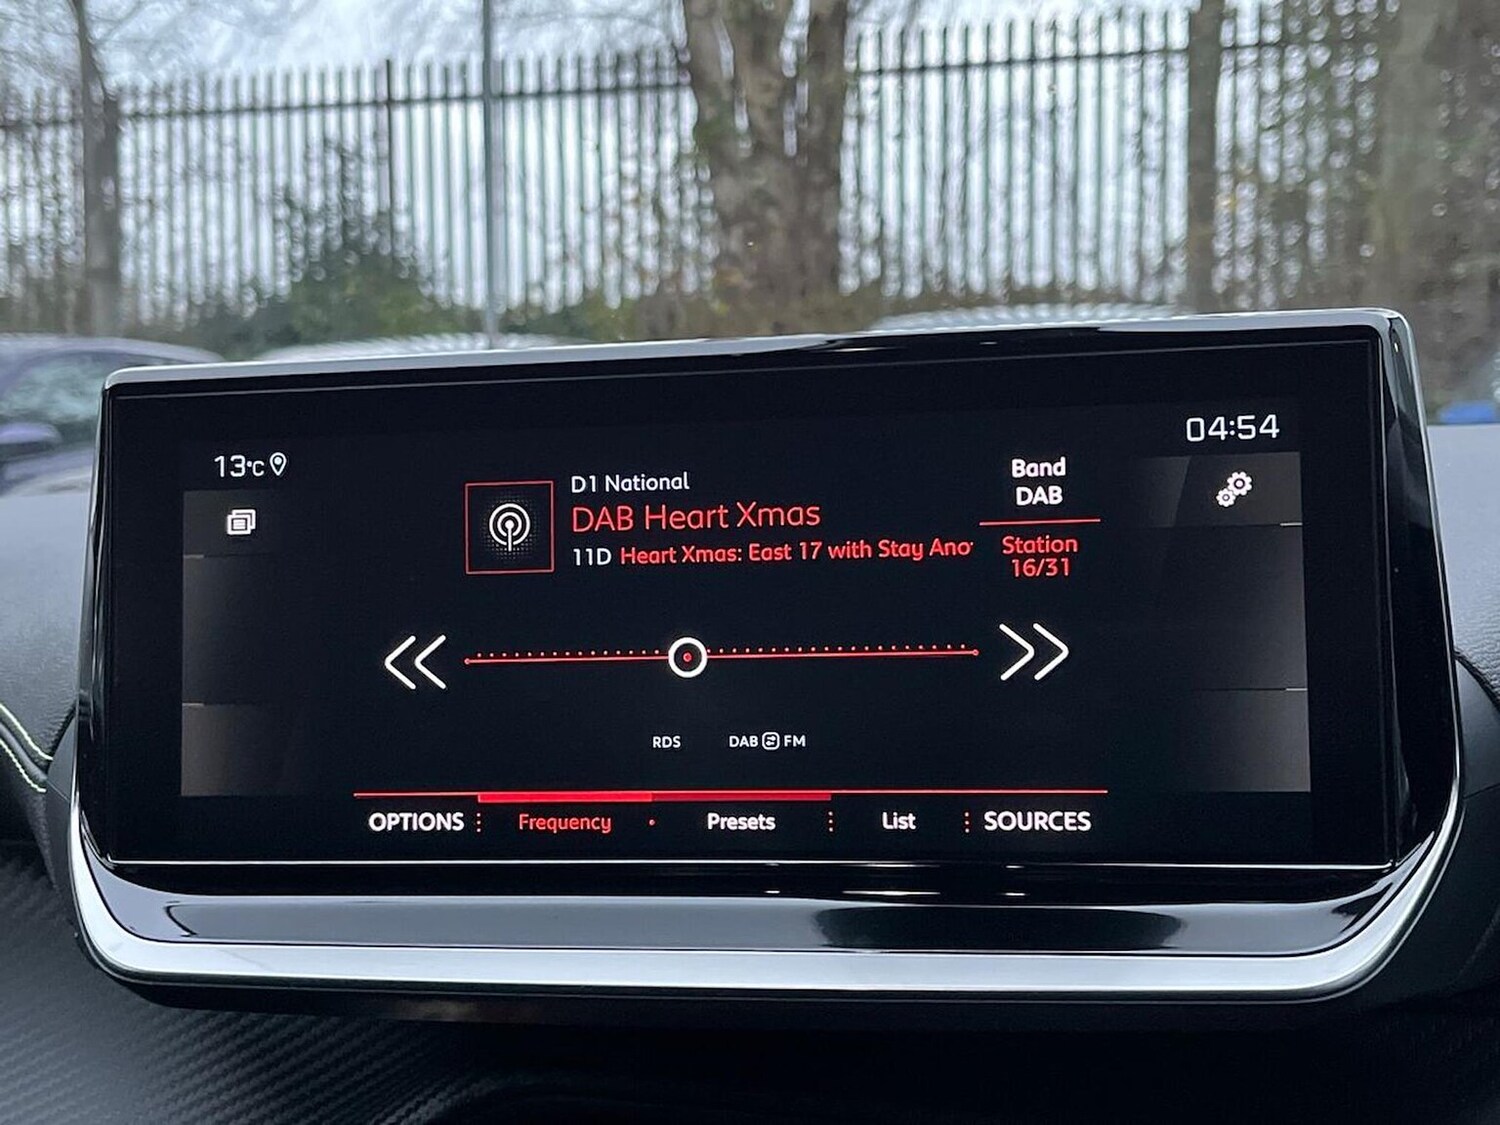 04:54
13°C
D1 National
DAB Heart Xmas
11D Heart Xmas: East 17 with Stay Ano
Band
DAB
Station
16/31
RDS
DAB FM
OPTIONS Frequency Presets List SOURCES